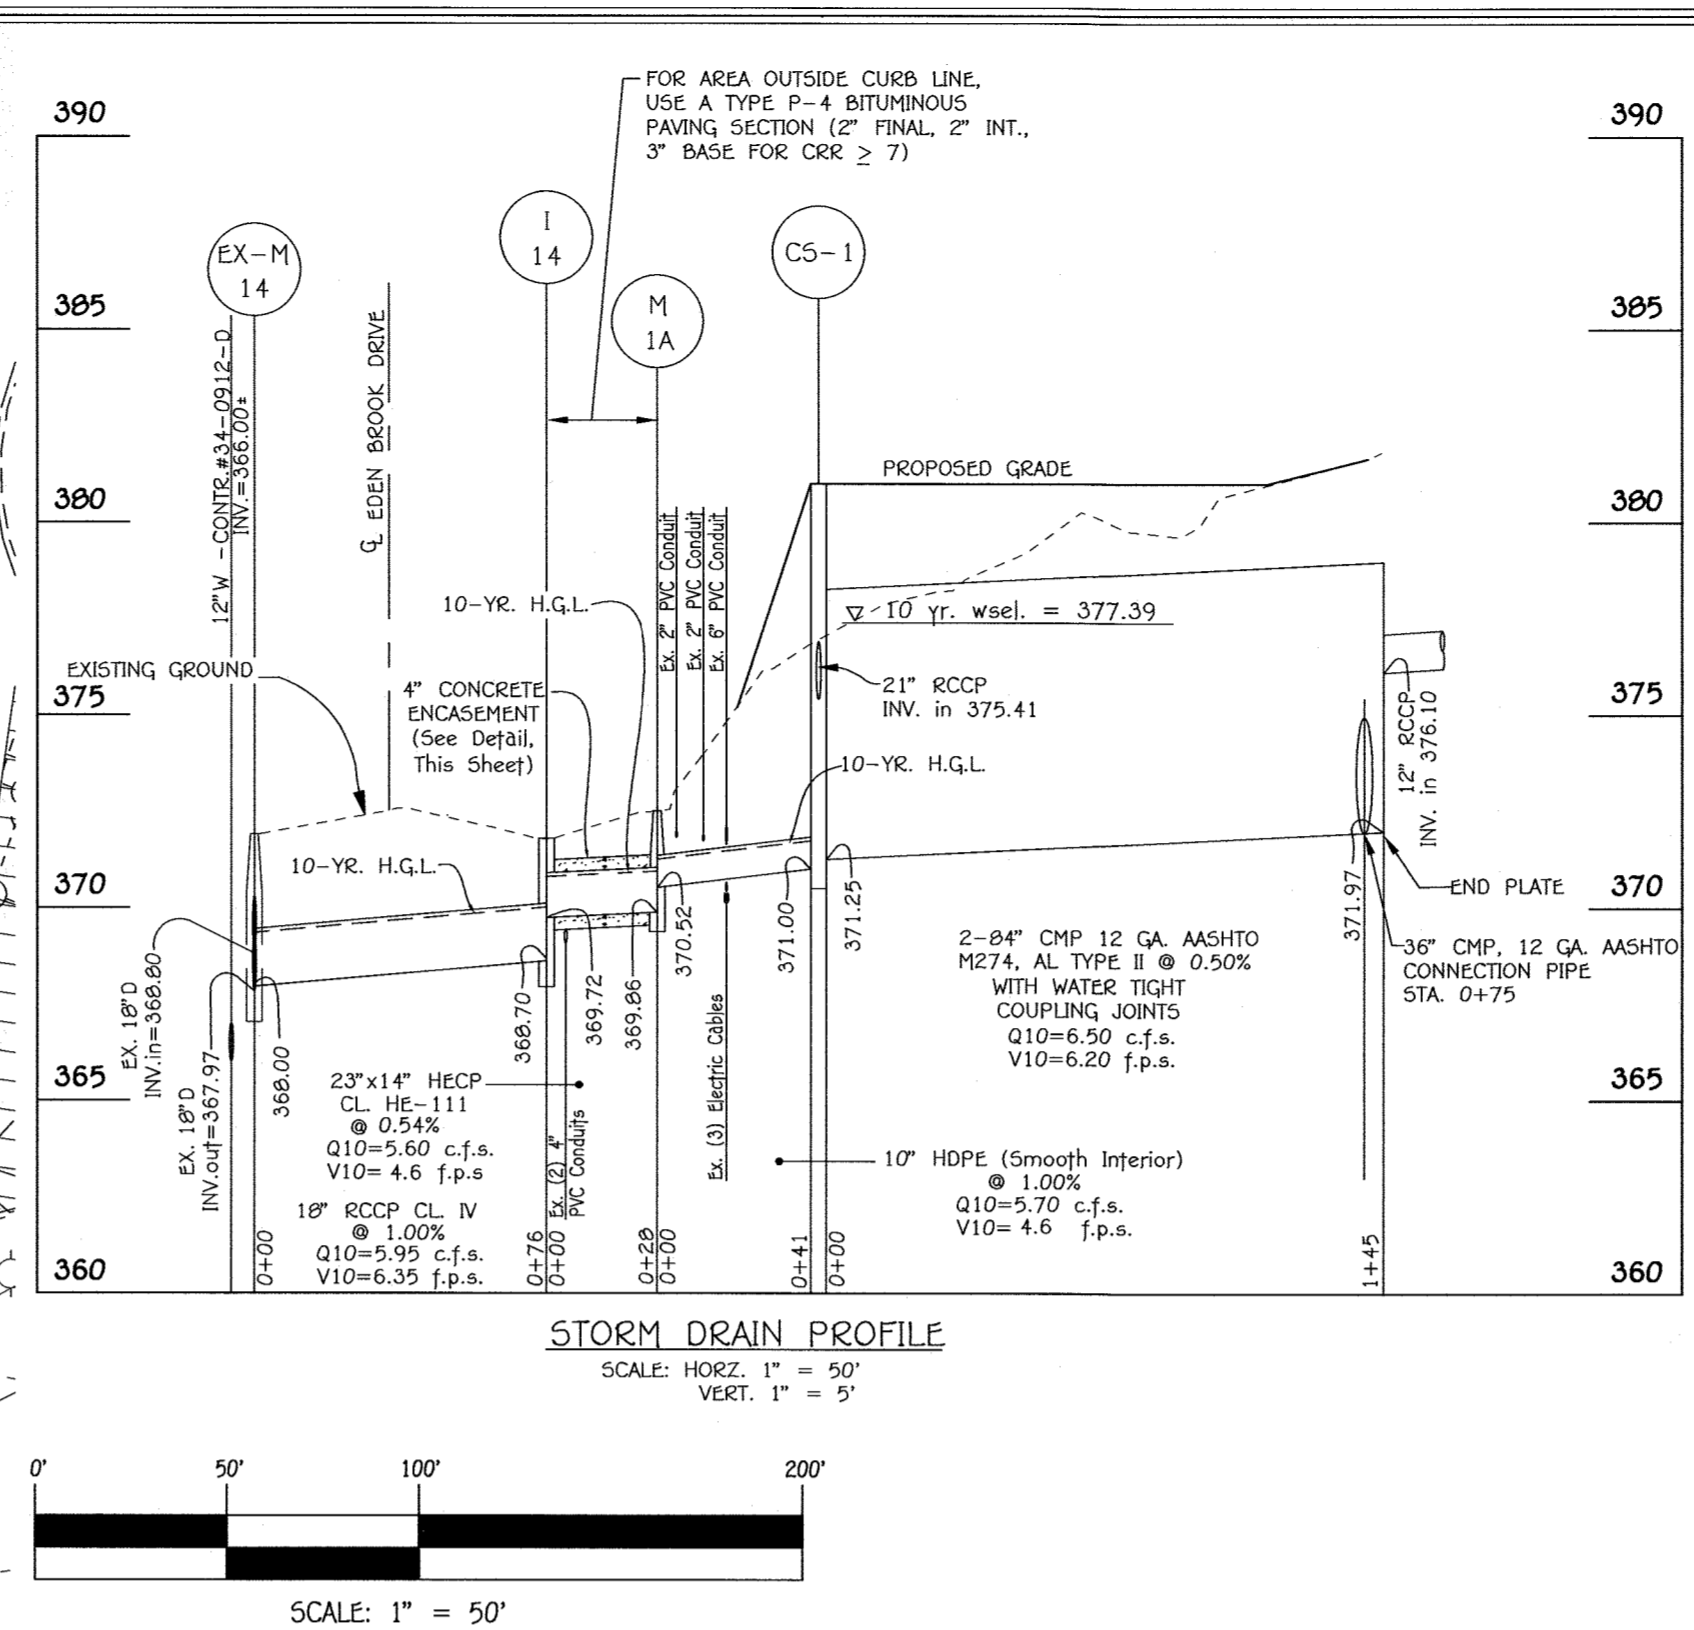 FOR AREA OUTSIDE CURB LINE,
USE A TYPE P-4 BITUMINOUS
PAVING SECTION (2" FINAL, 2" INT.,
3" BASE FOR CRR ≥ 7)
390
390
385
385
380
380
375
375
370
370
365
365
360
360
EX-M
14
I
14
M
1A
CS-1
12"W -CONTR.#34-0912-D
INV.=366.00±
℄ EDEN BROOK DRIVE
PROPOSED GRADE
Ex. 2" PVC Conduit
Ex. 2" PVC Conduit
Ex. 6" PVC Conduit
10-YR. H.G.L.
10 yr. wsel. = 377.39
EXISTING GROUND
4" CONCRETE
ENCASEMENT
(See Detail,
This Sheet)
21" RCCP
INV. in 375.41
12" RCCP
INV. in 376.10
10-YR. H.G.L.
10-YR. H.G.L.
END PLATE
EX. 18"D
INV.in=368.80
EX. 18"D
INV.out=367.97
368.00
368.70
369.72
369.86
370.52
371.00
371.25
371.97
2-84" CMP 12 GA. AASHTO
M274, AL TYPE II @ 0.50%
WITH WATER TIGHT
COUPLING JOINTS
Q10=6.50 c.f.s.
V10=6.20 f.p.s.
36" CMP, 12 GA. AASHTO
CONNECTION PIPE
STA. 0+75
23"x14" HECP
CL. HE-111
@ 0.54%
Q10=5.60 c.f.s.
V10= 4.6 f.p.s
18" RCCP CL. IV
@ 1.00%
Q10=5.95 c.f.s.
V10=6.35 f.p.s.
Ex. (2) 4"
PVC Conduits
Ex. (3) Electric Cables
10" HDPE (Smooth Interior)
@ 1.00%
Q10=5.70 c.f.s.
V10= 4.6 f.p.s.
0+00
0+76
0+00
0+28
0+00
0+41
0+00
1+45
STORM DRAIN PROFILE
SCALE: HORZ. 1" = 50'
VERT. 1" = 5'
0'
50'
100'
200'
SCALE: 1" = 50'